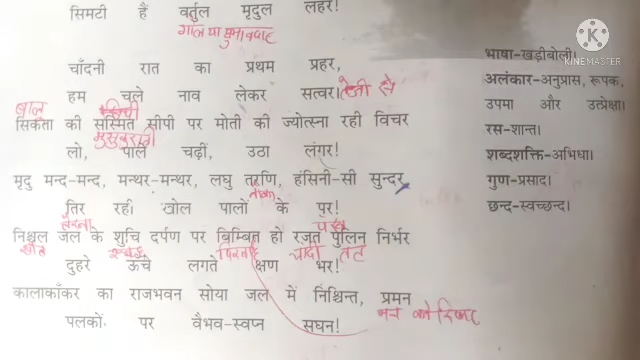 सिमटी हैं वर्तुल मृदुल लहर!
चाँदनी रात का प्रथम प्रहर,
हम चले नाव लेकर सत्वर।
बालू
सिकता की सस्मित सीपी पर मोती की ज्योत्स्ना रही विचर
लो, पालें चढ़ीं, उठा लंगर!
मृदु मन्द-मन्द, मन्थर-मन्थर, लघु तरणि, हंसिनी-सी सुन्दर
तिर रही खोल पालों के पर!
निश्चल जल के शुचि दर्पण पर बिम्बित हो रजत पुलिन निर्भर
दुहरे ऊँचे लगते क्षण भर!
कालाकाँकर का राजभवन सोया जल में निश्चिन्त, प्रमन
पलकों पर वैभव-स्वप्न सघन!
भाषा-खड़ीबोली।
अलंकार-अनुप्रास, रूपक,
उपमा और उत्प्रेक्षा।
रस-शान्त।
शब्दशक्ति-अभिधा।
गुण-प्रसाद।
छन्द-स्वच्छन्द।
KINEMASTER